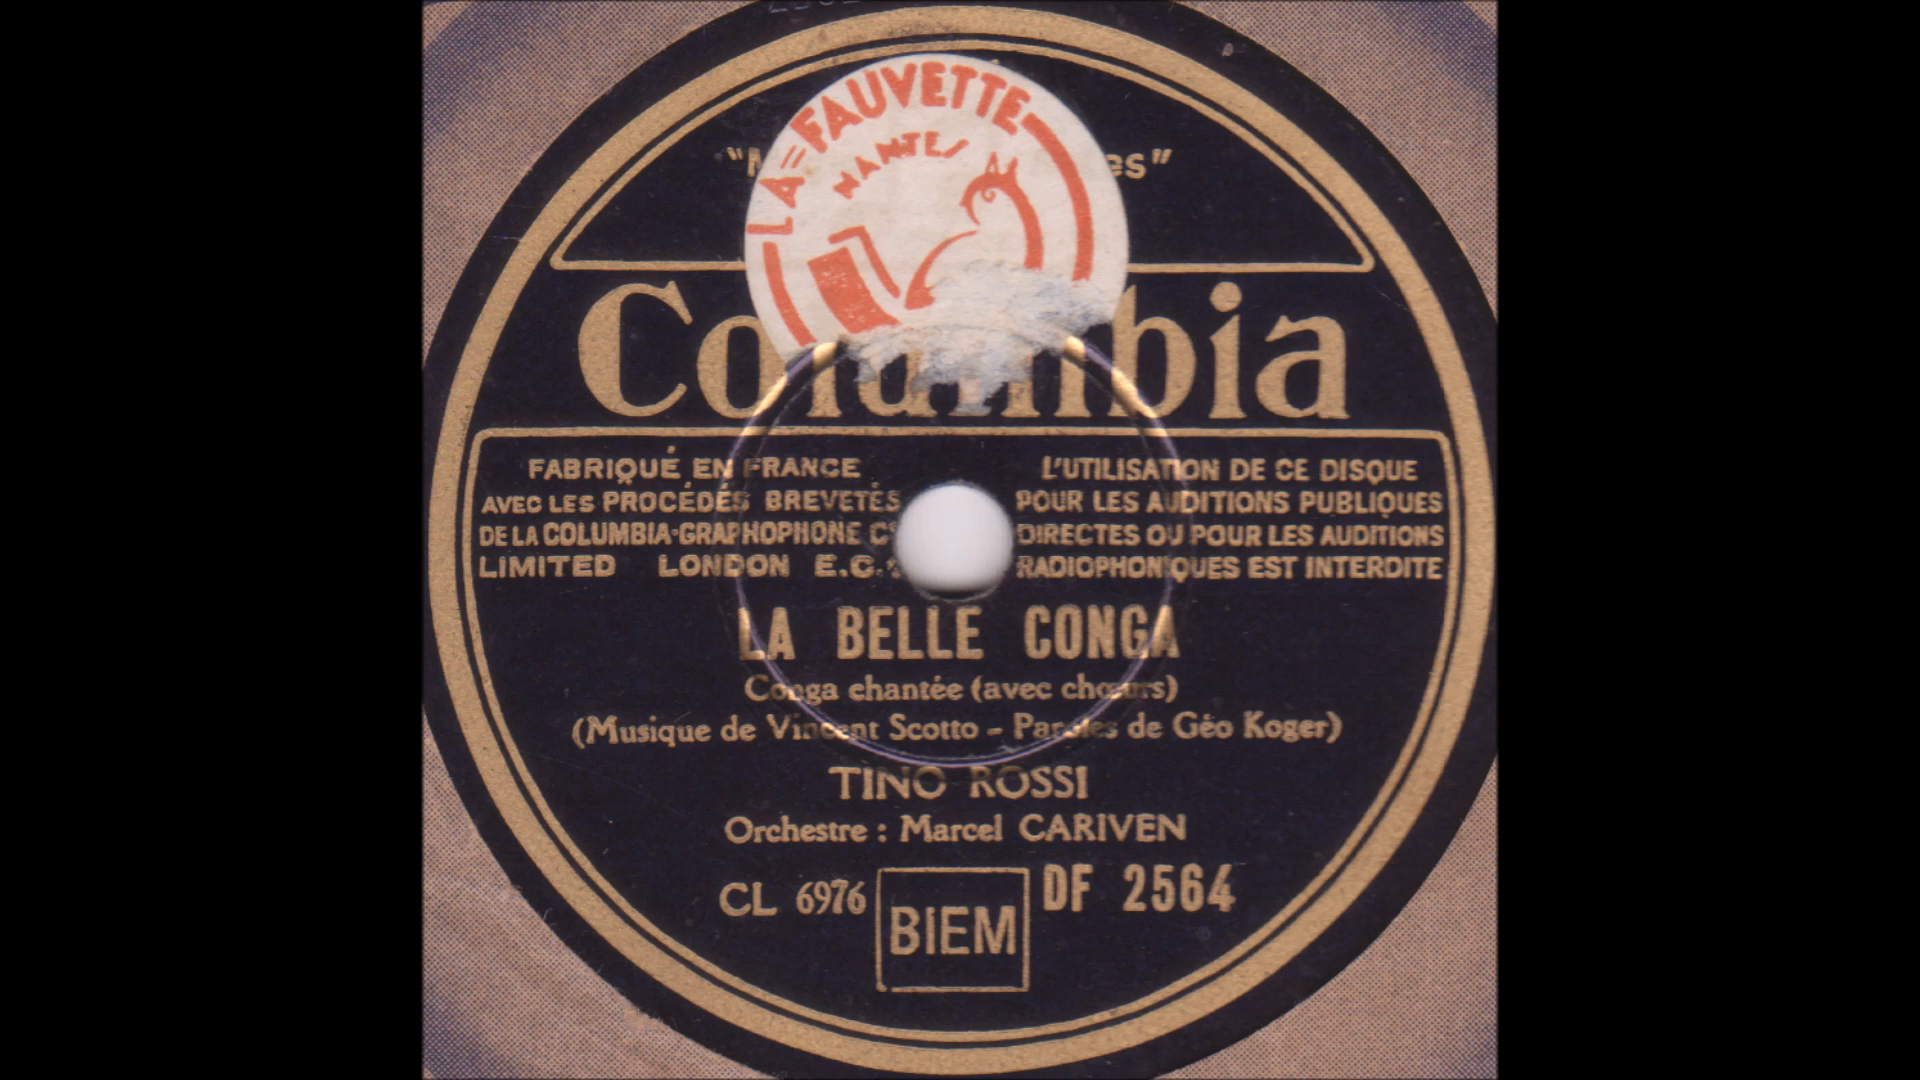 LA=FAUVETTE
NANTES
Columbia
FABRIQUÉ EN FRANCE
AVEC LES PROCÉDÉS BREVETÉS
DE LA COLUMBIA-GRAPHOPHONE
LIMITED LONDON E.C.
L'UTILISATION DE CE DISQUE
POUR LES AUDITIONS PUBLIQUES
DIRECTES OU POUR LES AUDITIONS
RADIOPHONIQUES EST INTERDITE
LA BELLE CONGA
Conga chantée (avec chœurs)
(Musique de Vincent Scotto - Paroles de Géo Koger)
TINO ROSSI
Orchestre : Marcel CARIVEN
CL 6976 BIEM DF 2564